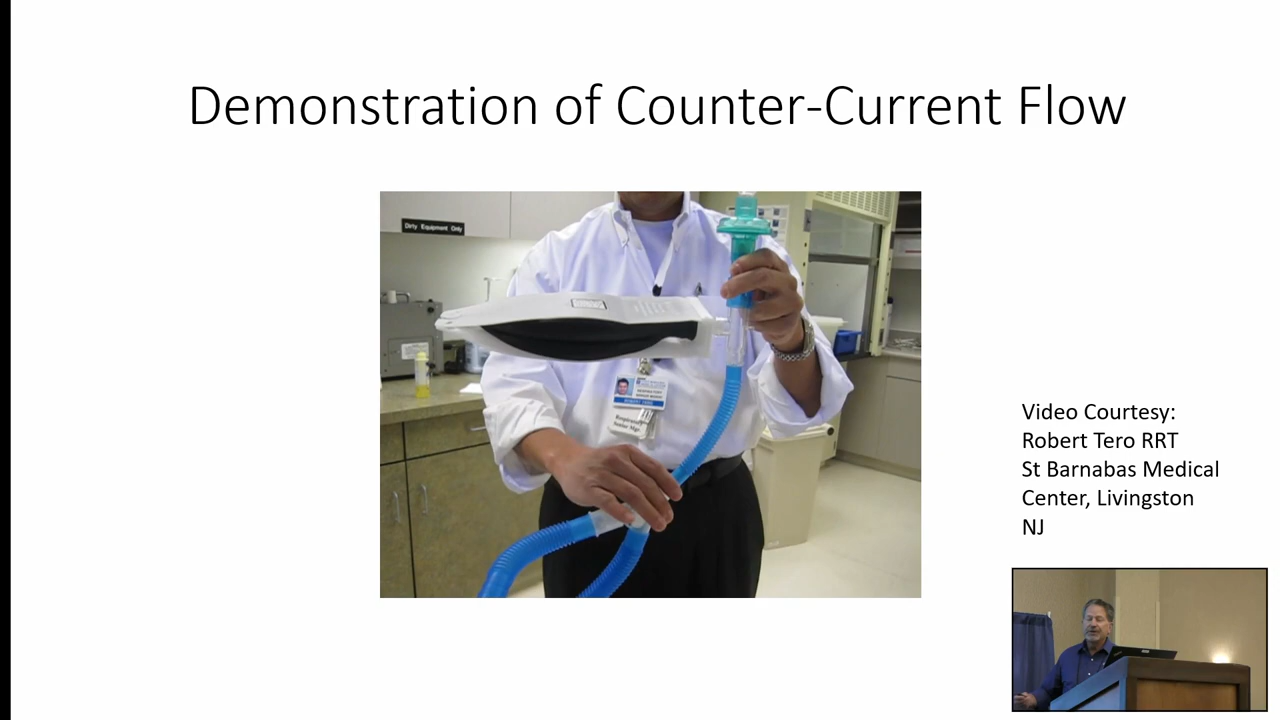 Demonstration of Counter-Current Flow
Dirty Equipment Only
Video Courtesy:
Robert Tero RRT
St Barnabas Medical
Center, Livingston
NJ